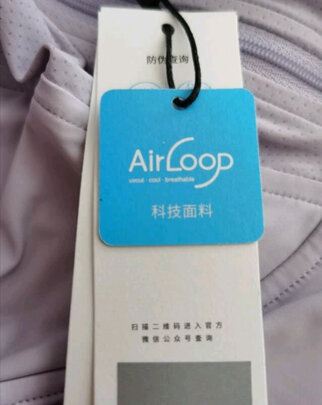 防伪查询
AirLoop
casual · cool · breathable
科技面料
扫描二维码进入官方
微信公众号查询